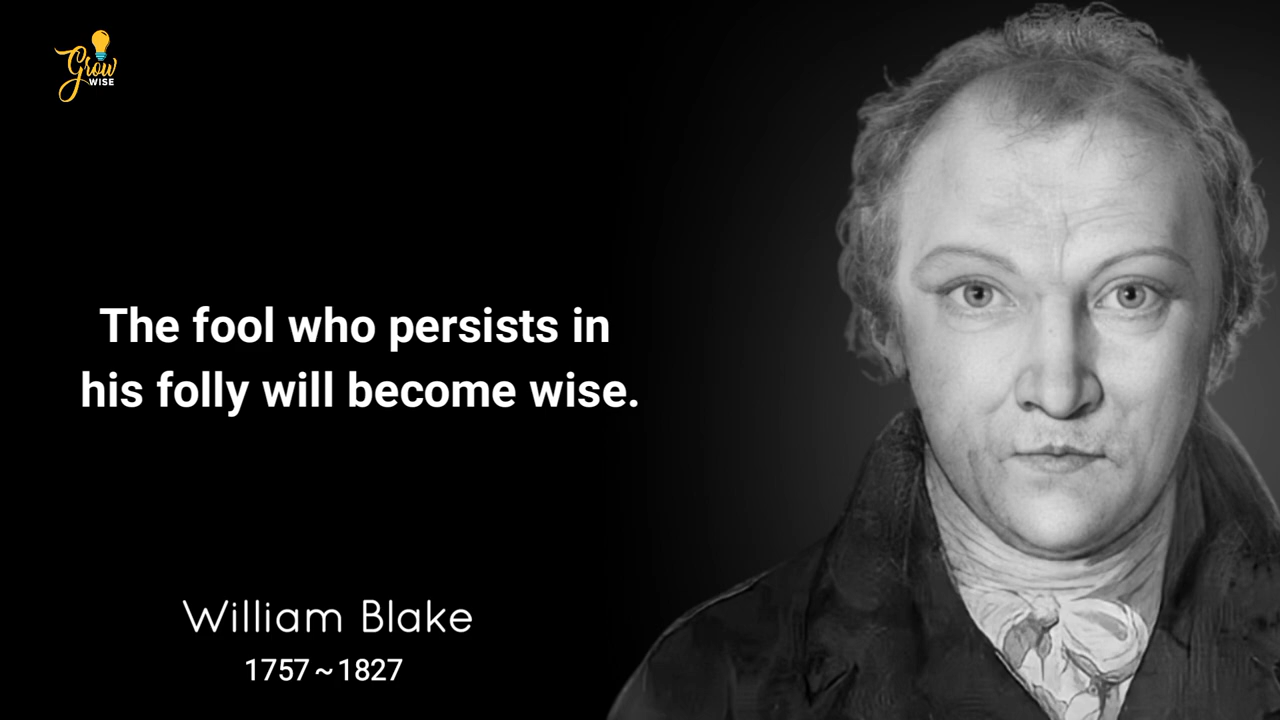 Grow
WISE
The fool who persists in
his folly will become wise.
William Blake
1757~1827